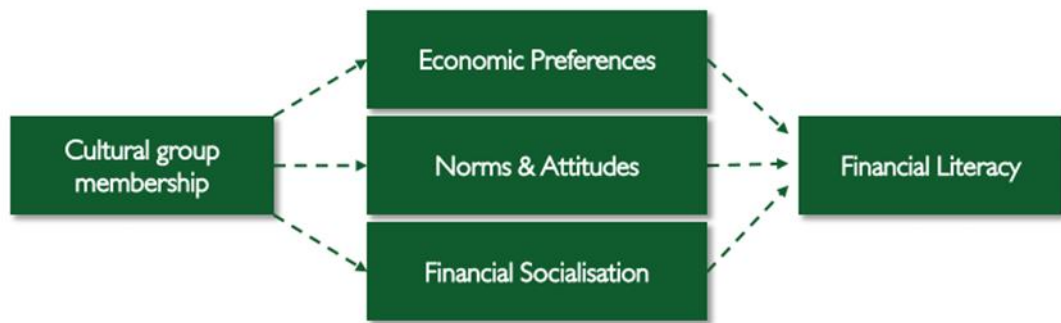 Economic Preferences
Cultural group
membership
Norms & Attitudes
Financial Literacy
Financial Socialisation